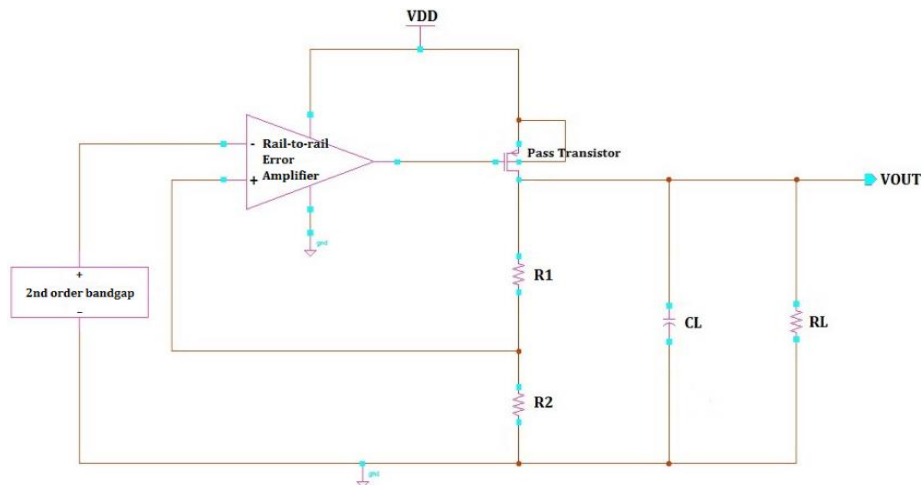 VDD
-
Rail-to-rail
Error
Amplifier
+
Pass Transistor
VOUT
gnd
+
2nd order bandgap
-
R1
CL
RL
R2
gnd